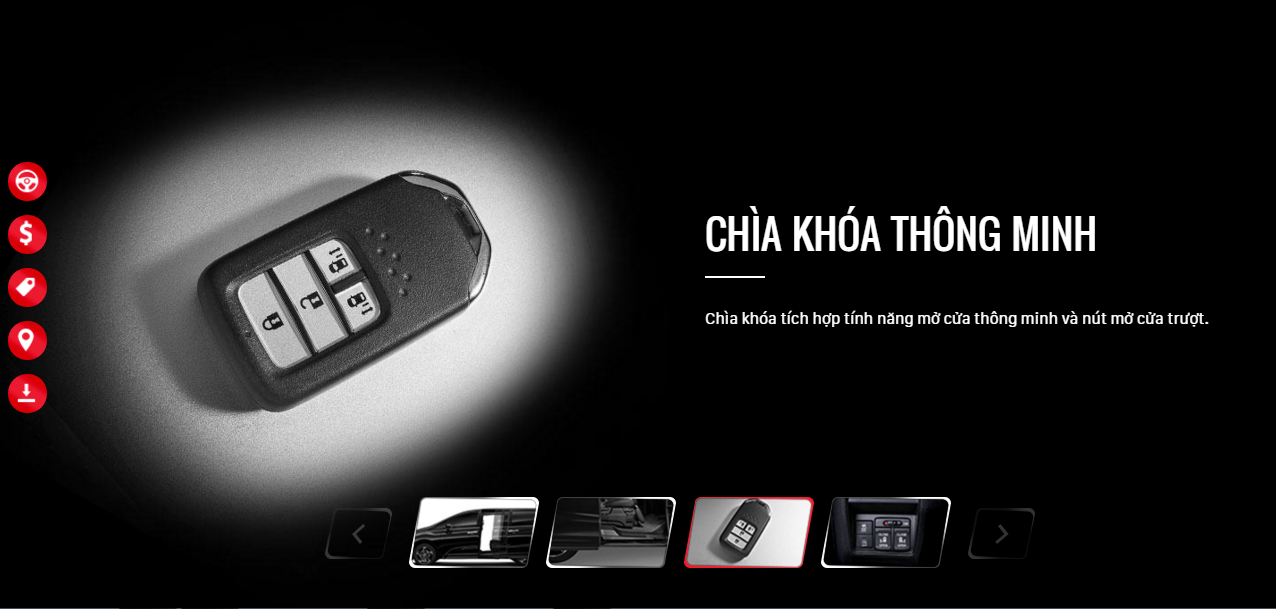 CHÌA KHÓA THÔNG MINH
Chìa khóa tích hợp tính năng mở cửa thông minh và nút mở cửa trượt.